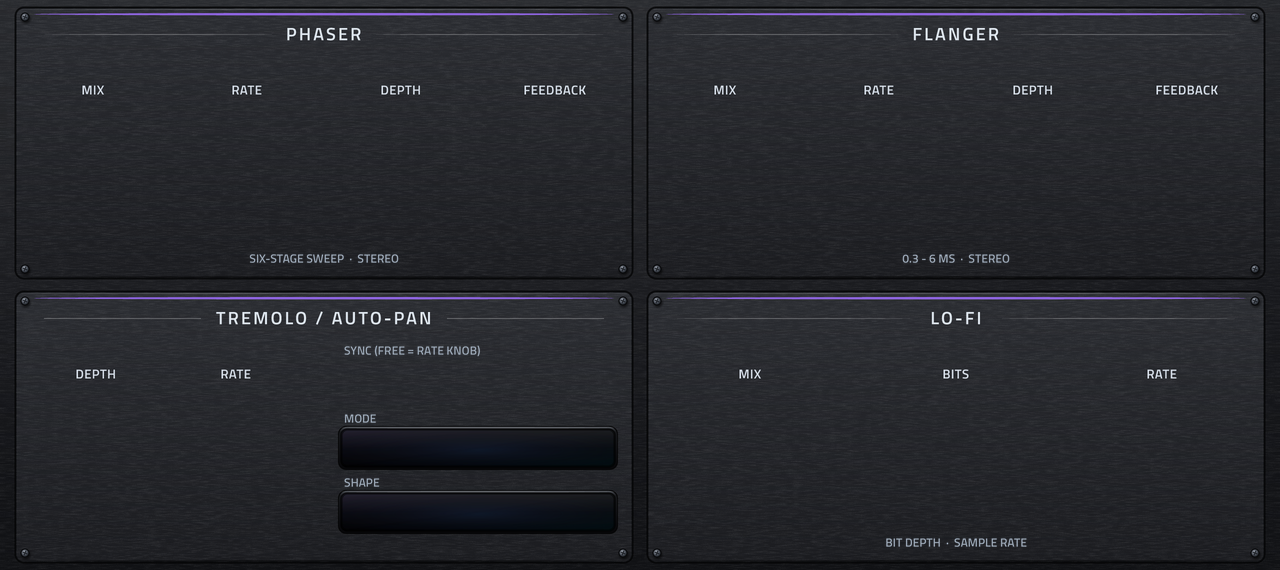 PHASER
MIX RATE DEPTH FEEDBACK
SIX-STAGE SWEEP · STEREO
FLANGER
MIX RATE DEPTH FEEDBACK
0.3 - 6 MS · STEREO
TREMOLO / AUTO-PAN
SYNC (FREE = RATE KNOB)
DEPTH RATE
MODE
SHAPE
LO-FI
MIX BITS RATE
BIT DEPTH · SAMPLE RATE